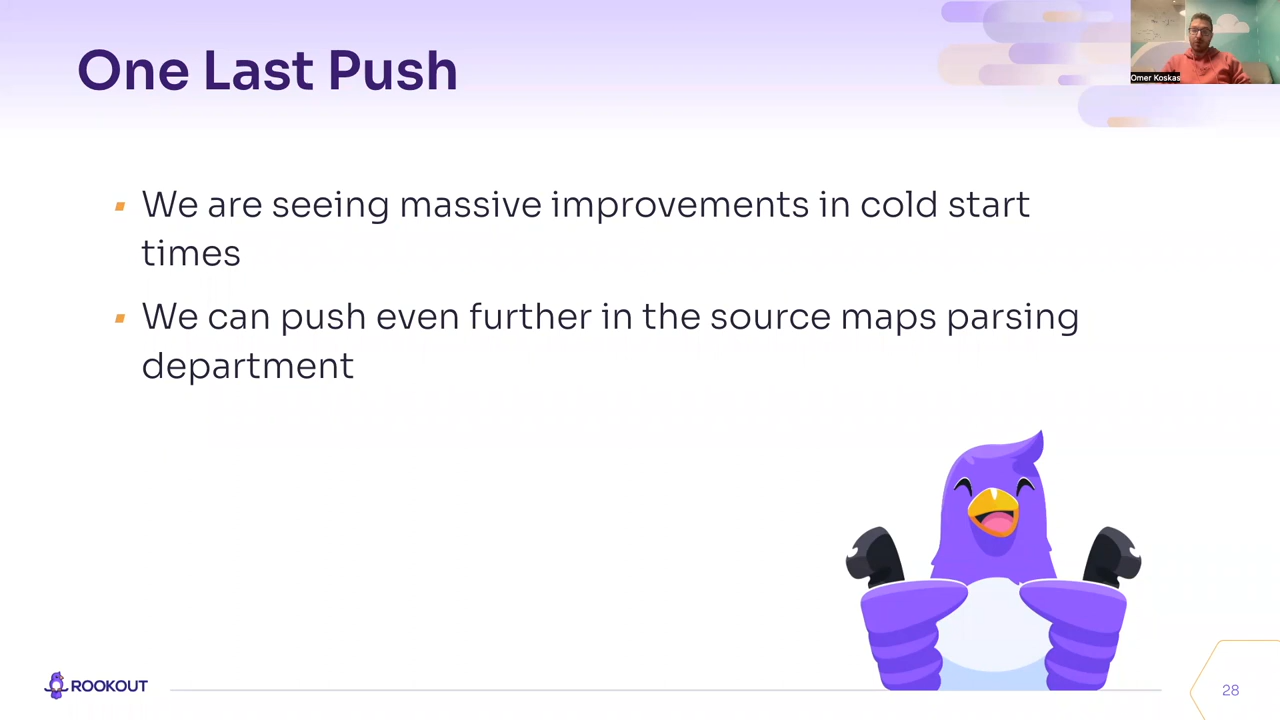 One Last Push
Omer Koskas
We are seeing massive improvements in cold start
times
We can push even further in the source maps parsing
department
ROOKOUT
28